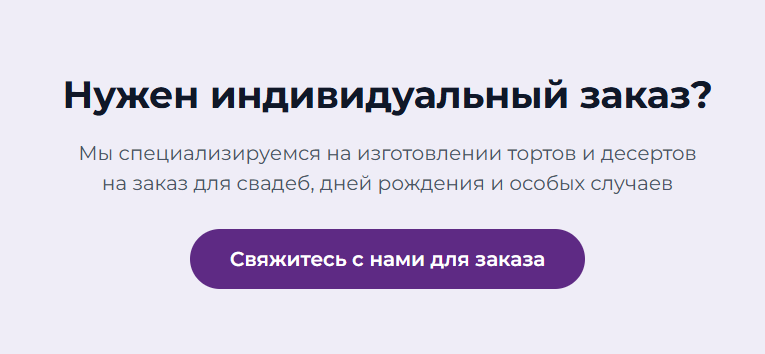 Нужен индивидуальный заказ?
Мы специализируемся на изготовлении тортов и десертов
на заказ для свадеб, дней рождения и особых случаев
Свяжитесь с нами для заказа